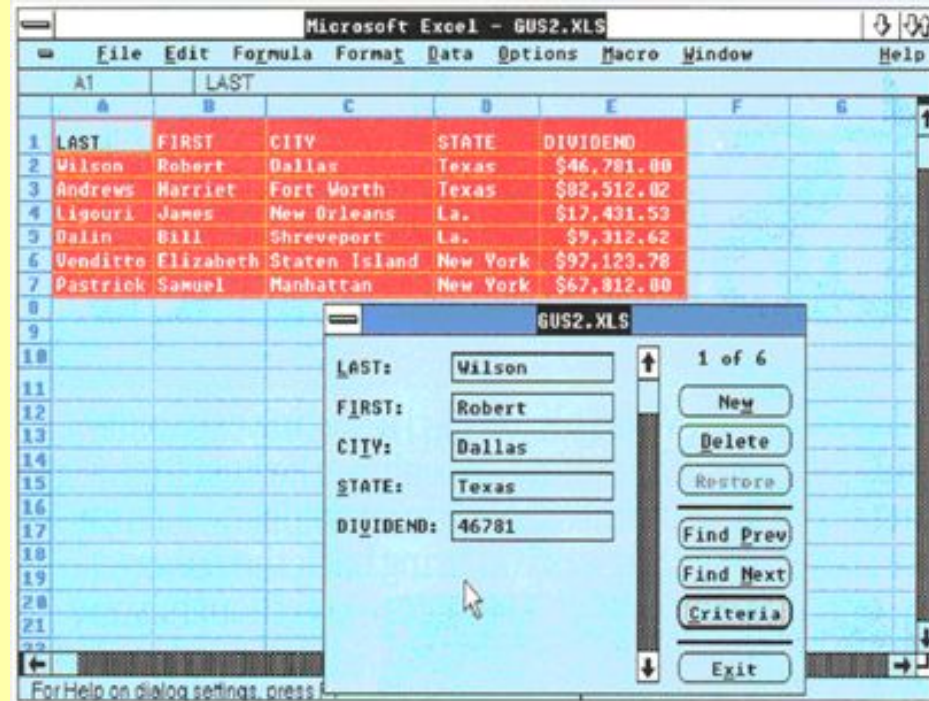 Microsoft Excel - GUS2.XLS
File Edit Formula Format Data Options Macro Window Help
A1 LAST
A B C D E F G
1 LAST FIRST CITY STATE DIVIDEND
2 Wilson Robert Dallas Texas $46,781.00
3 Andrews Harriet Fort Worth Texas $82,512.02
4 Ligouri James New Orleans La. $17,431.53
5 Dalin Bill Shreveport La. $9,312.62
6 Venditto Elizabeth Staten Island New York $97,123.78
7 Pastrick Samuel Manhattan New York $67,812.00
8
9
10
11
12
13
14
15
16
17
18
19
20
21
22
GUS2.XLS
LAST: Wilson
FIRST: Robert
CITY: Dallas
STATE: Texas
DIVIDEND: 46781
1 of 6
New
Delete
Restore
Find Prev
Find Next
Criteria
Exit
For Help on dialog settings, press